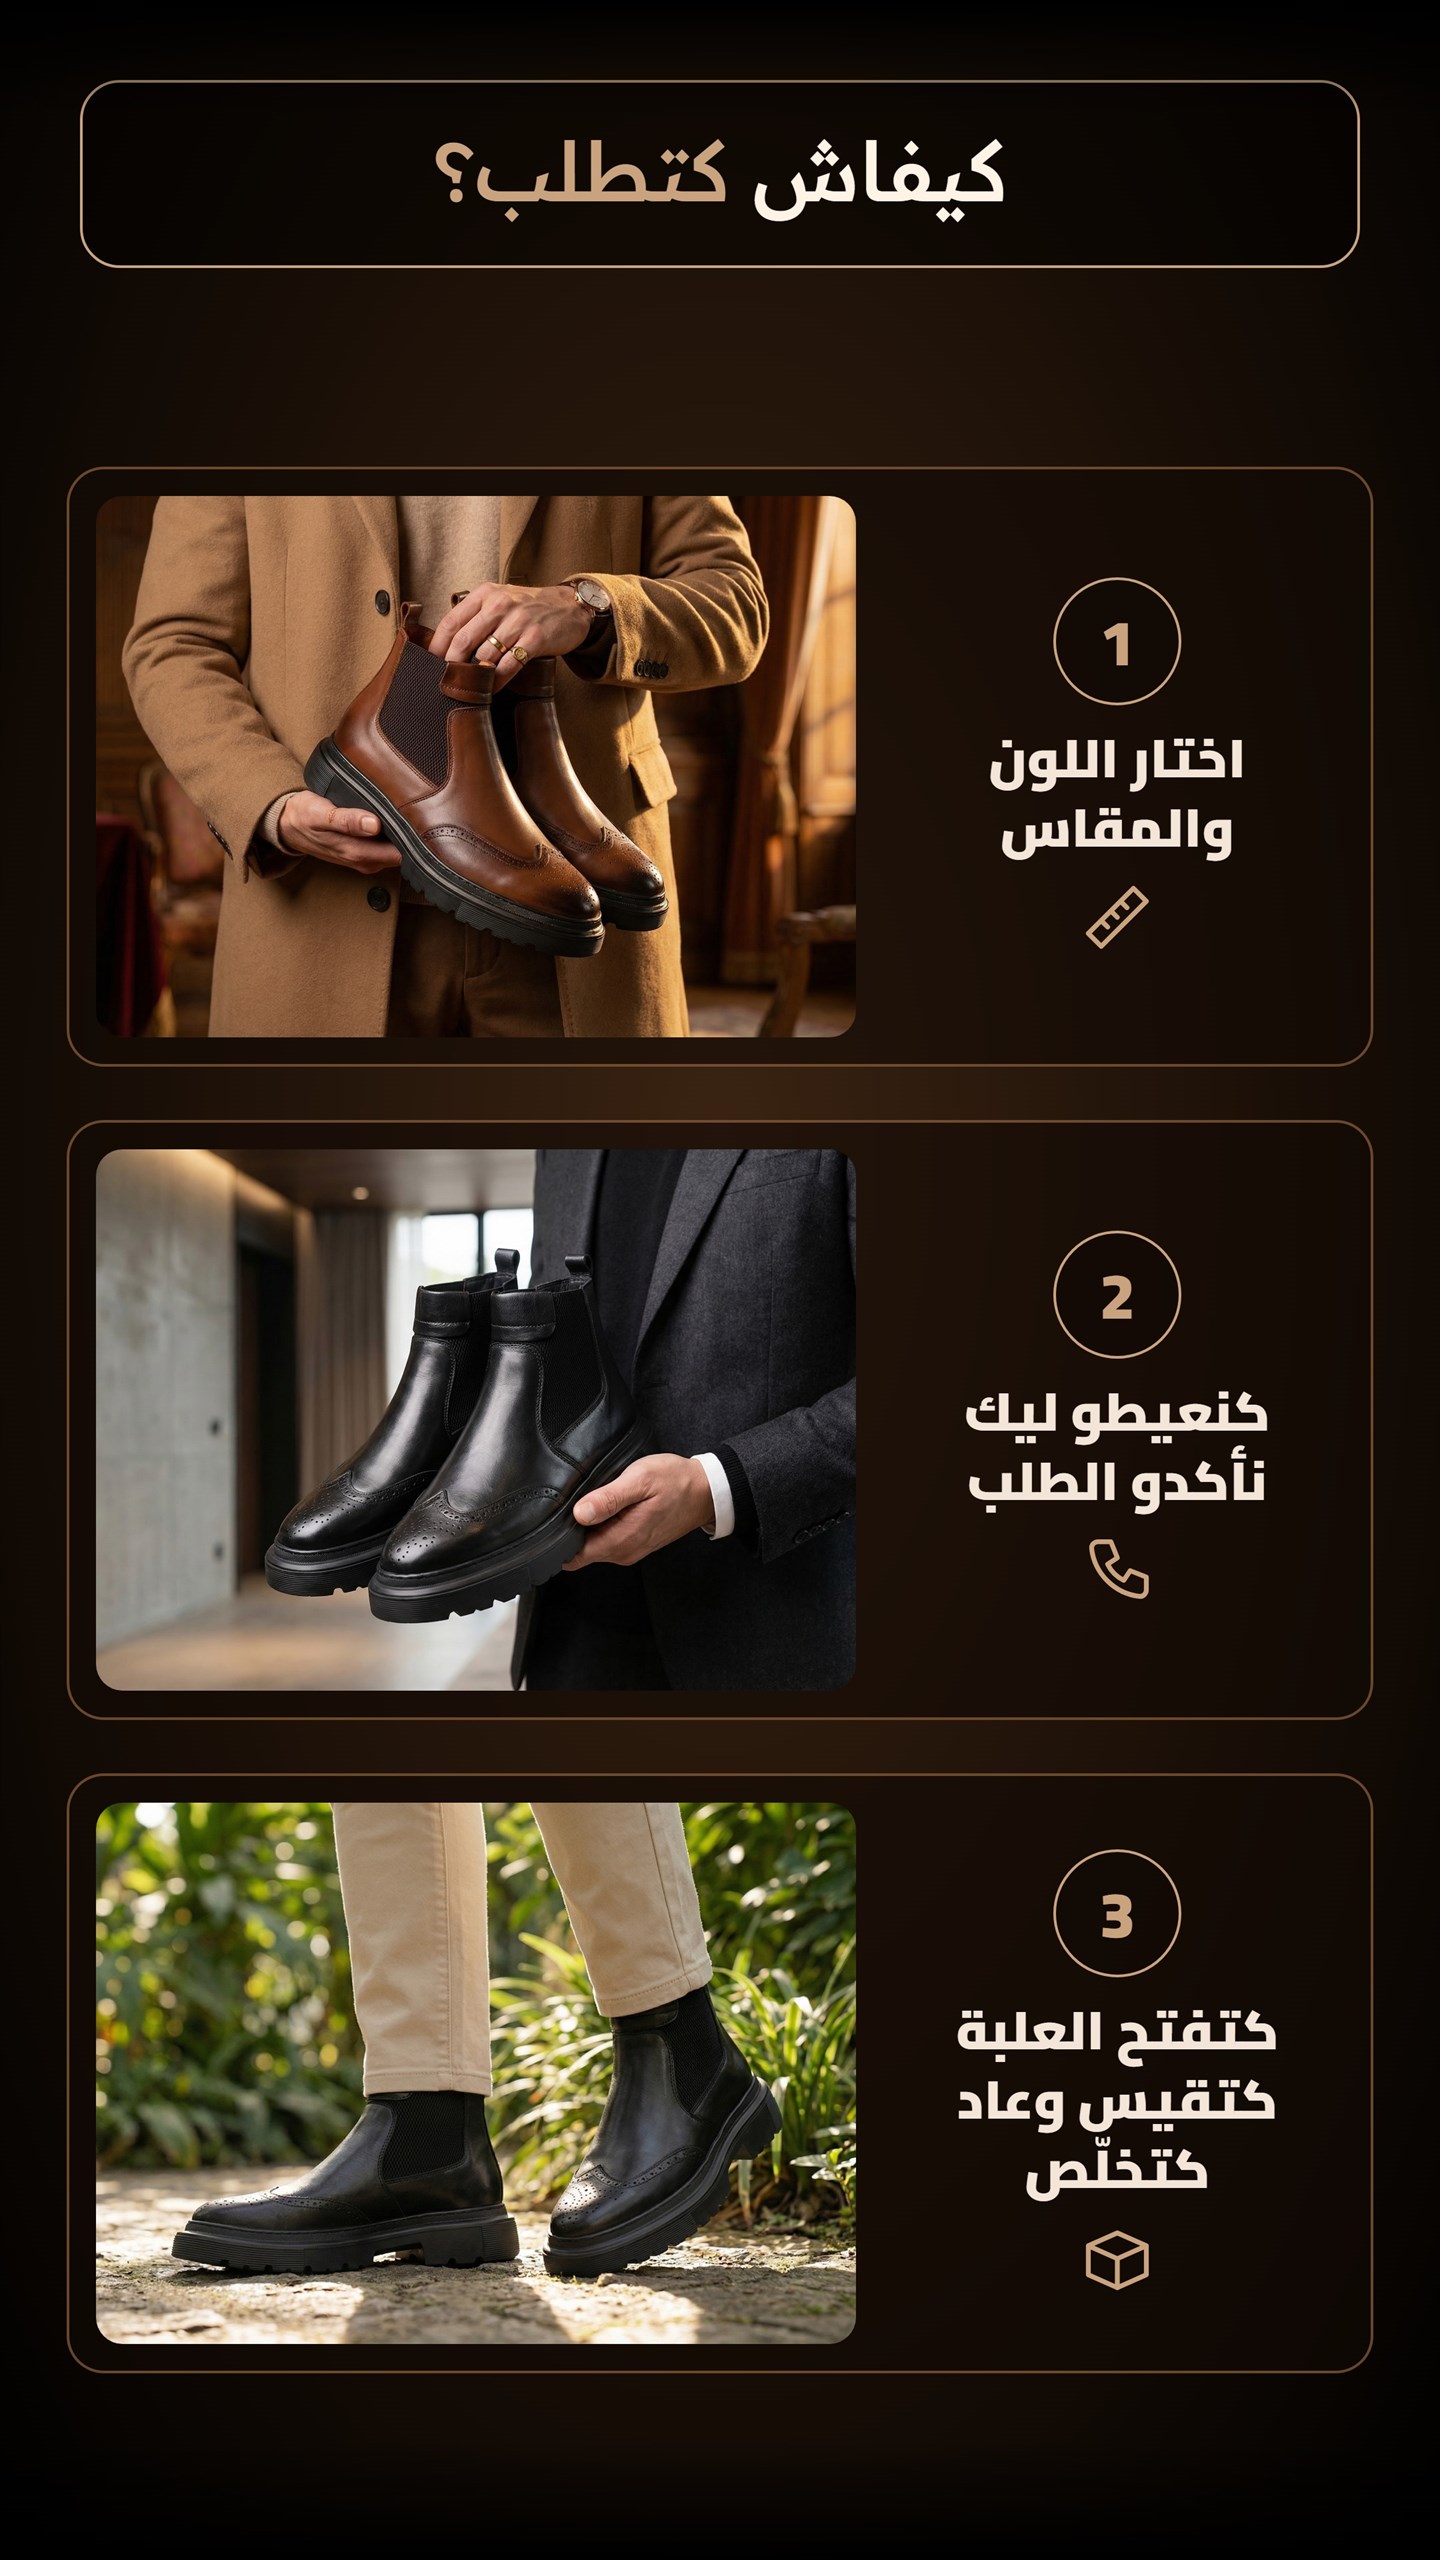 كيفاش كتطلب؟
1
اختار اللون
والمقاس
2
كنعيطو ليك
نأكدو الطلب
3
كتفتح العلبة
كتقيس وعاد
كتخلّص